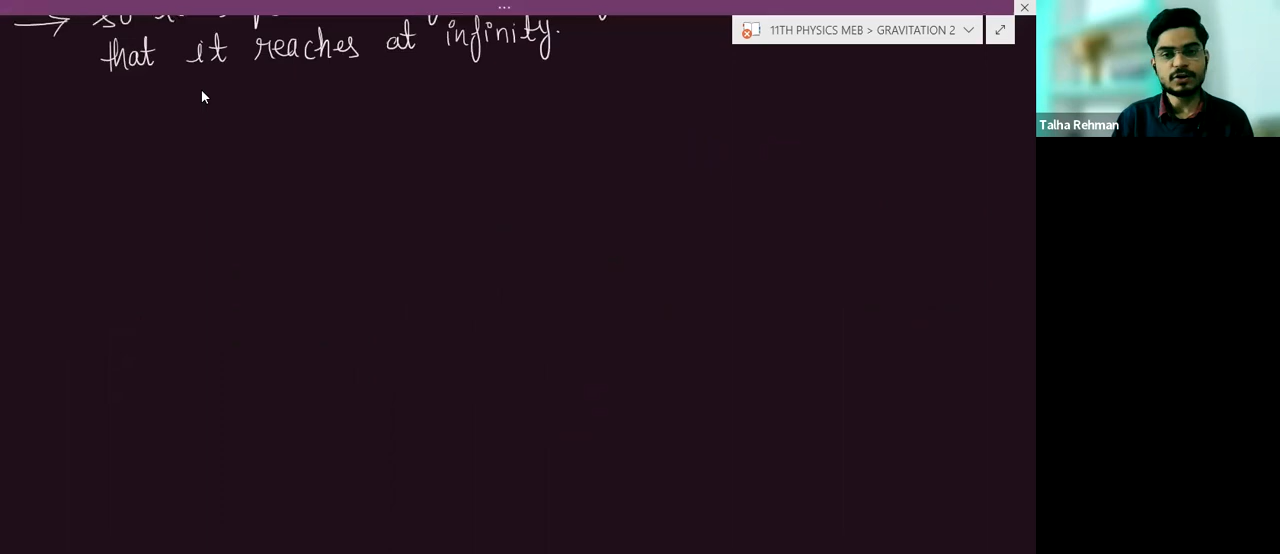 that it reaches at infinity.
11TH PHYSICS MEB > GRAVITATION 2
Talha Rehman